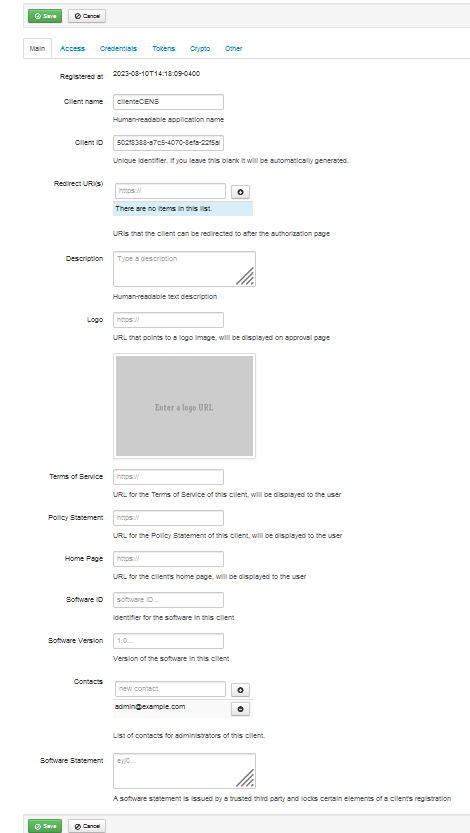 Save Cancel
Main Access Credentials Tokens Crypto Other
Registered at 2023-08-10T14:18:09-0400
Client name clienteCENS
Human-readable application name
Client ID 502f8388-a7c5-4070-8efa-22f5al
Unique identifier. If you leave this blank it will be automatically generated.
Redirect URI(s) https://
There are no items in this list.
URIs that the client can be redirected to after the authorization page
Description Type a description
Human-readable text description
Logo https://
URL that points to a logo image, will be displayed on approval page
Enter a logo URL
Terms of Service https://
URL for the Terms of Service of this client, will be displayed to the user
Policy Statement https://
URL for the Policy Statement of this client, will be displayed to the user
Home Page https://
URL for the client's home page, will be displayed to the user
Software ID software ID...
Identifier for the software in this client
Software Version 1.0...
Version of the software in this client
Contacts new contact
admin@example.com
List of contacts for administrators of this client.
Software Statement eyj0...
A software statement is issued by a trusted third party and locks certain elements of a client's registration
Save Cancel